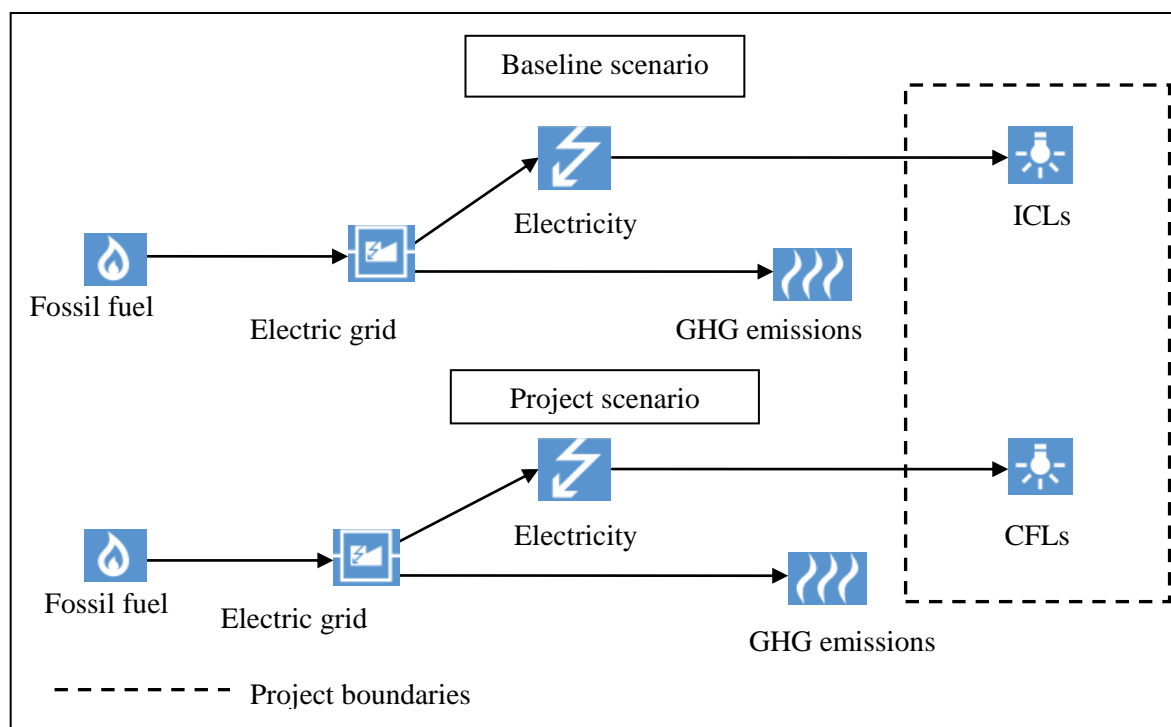 Baseline scenario
ICLs
Electricity
Fossil fuel
Electric grid
GHG emissions
Project scenario
Electricity
CFLs
Fossil fuel
Electric grid
GHG emissions
Project boundaries